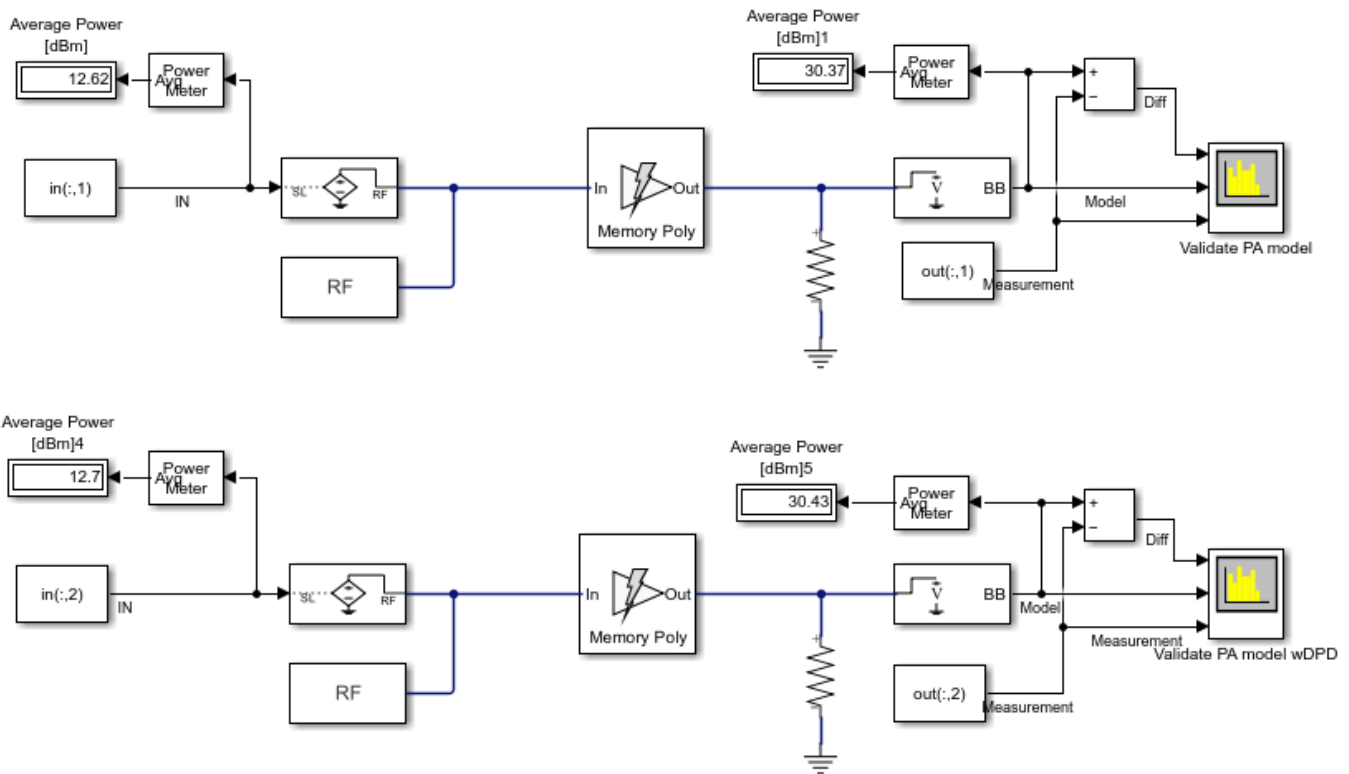 Average Power
[dBm]
12.62
Avg
Power
Meter
in(:,1)
IN
SL
RF
RF
In
Out
Memory Poly
Average Power
[dBm]1
30.37
Avg
Power
Meter
+
−
Diff
V
BB
Model
out(:,1)
Measurement
+
−
Validate PA model
Average Power
[dBm]4
12.7
Avg
Power
Meter
in(:,2)
IN
SL
RF
RF
In
Out
Memory Poly
Average Power
[dBm]5
30.43
Avg
Power
Meter
+
−
Diff
V
BB
Model
Measurement
out(:,2)
Measurement
+
−
Validate PA model wDPD